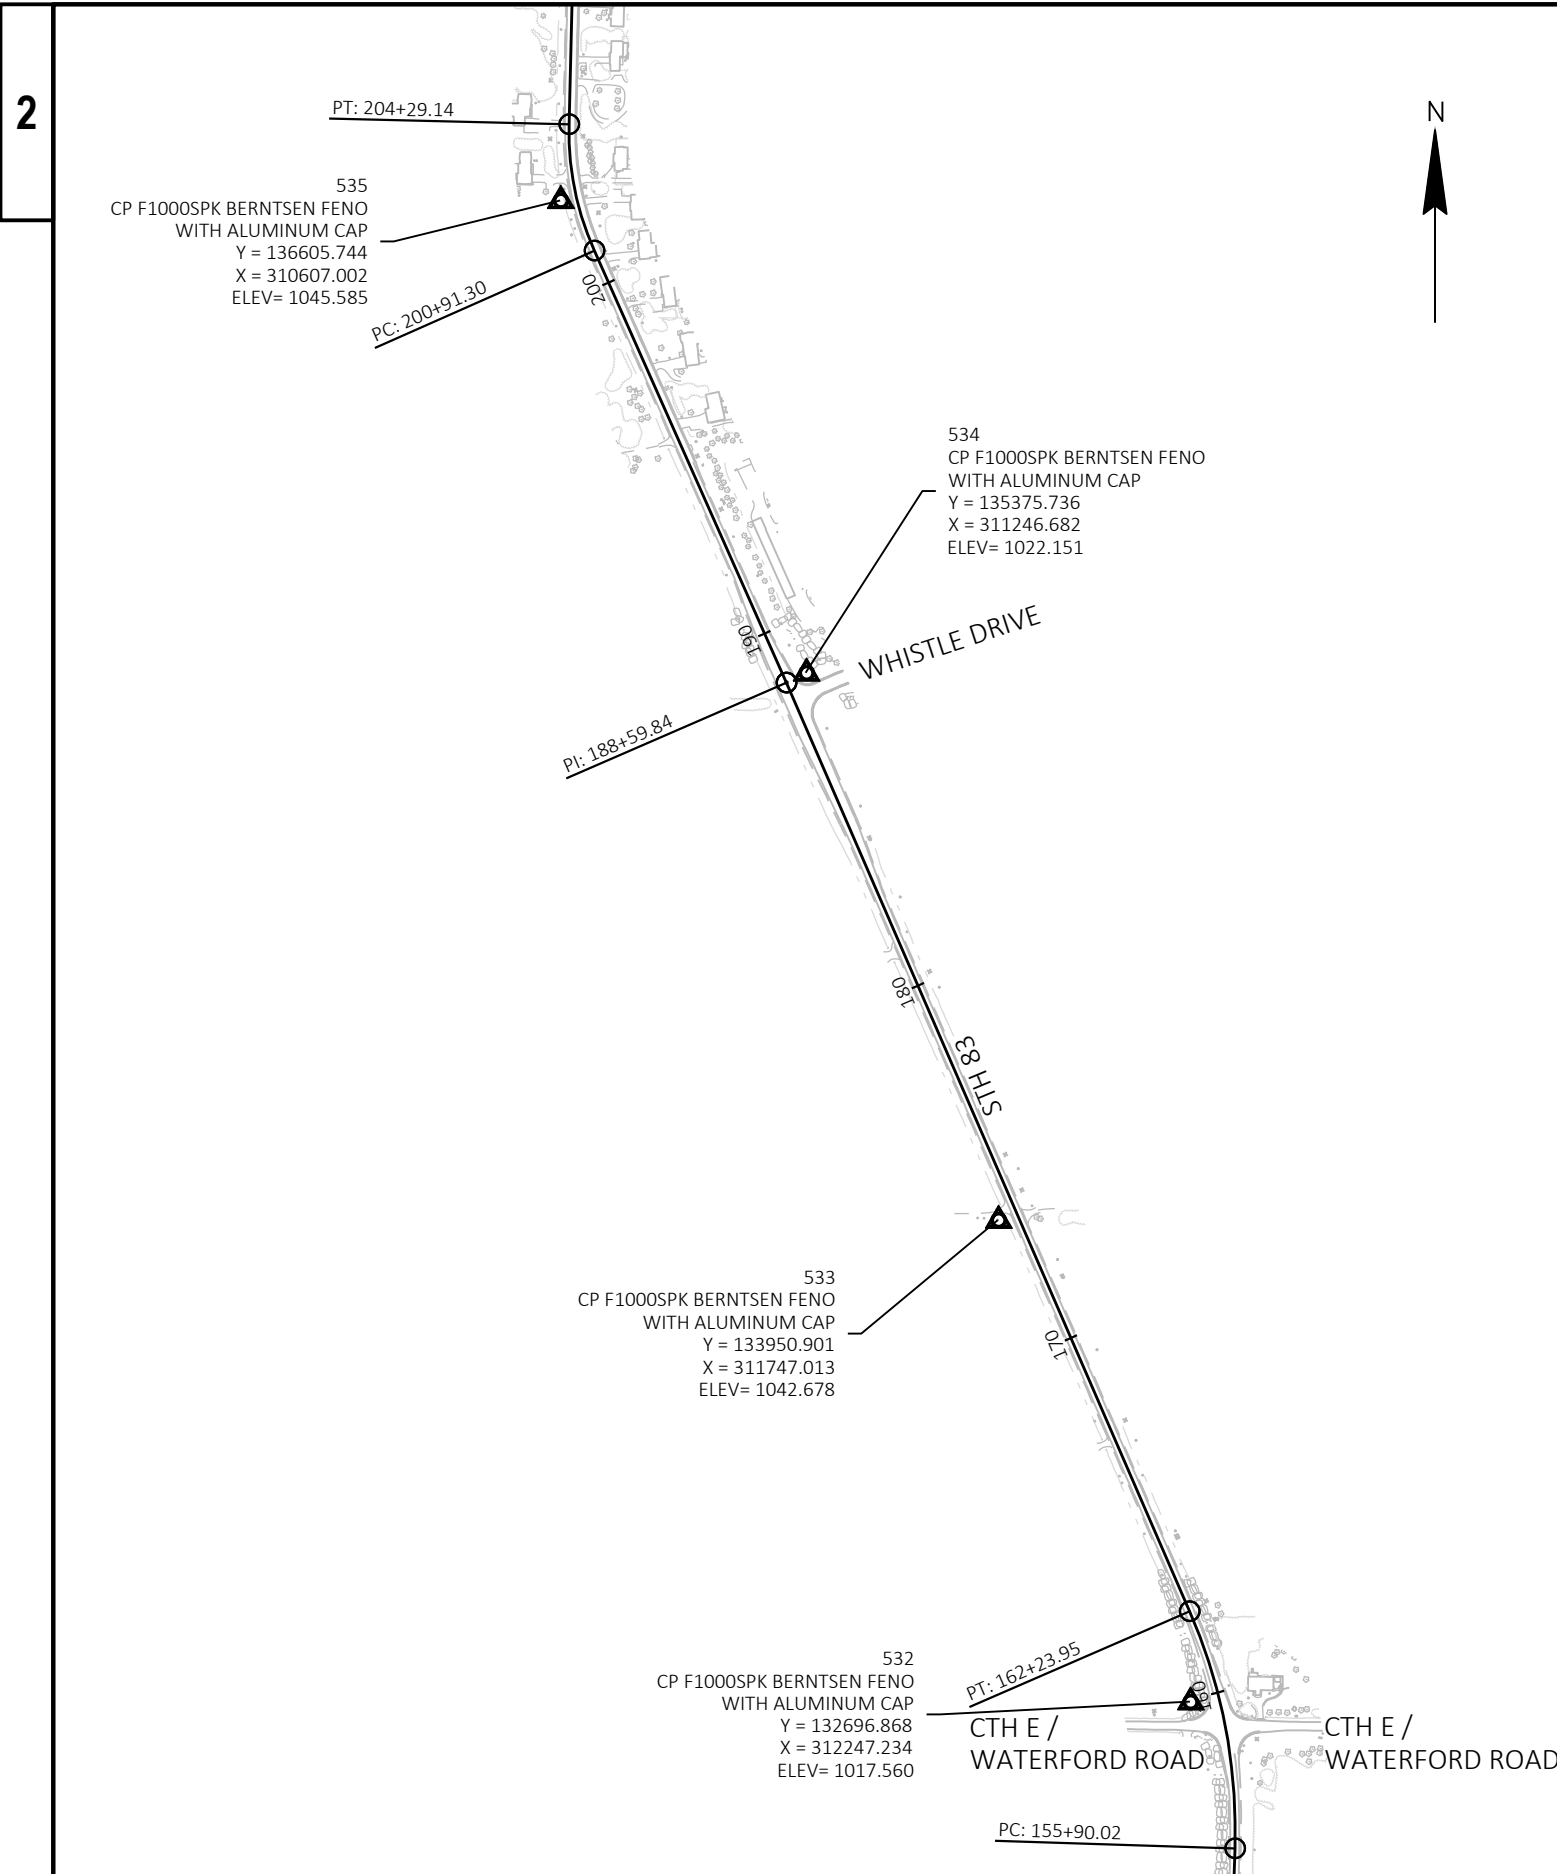 2
N
PT: 204+29.14
535
CP F1000SPK BERNTSEN FENO
WITH ALUMINUM CAP
Y = 136605.744
X = 310607.002
ELEV= 1045.585
PC: 200+91.30
200
534
CP F1000SPK BERNTSEN FENO
WITH ALUMINUM CAP
Y = 135375.736
X = 311246.682
ELEV= 1022.151
WHISTLE DRIVE
190
PI: 188+59.84
180
STH 83
533
CP F1000SPK BERNTSEN FENO
WITH ALUMINUM CAP
Y = 133950.901
X = 311747.013
ELEV= 1042.678
170
532
CP F1000SPK BERNTSEN FENO
WITH ALUMINUM CAP
Y = 132696.868
X = 312247.234
ELEV= 1017.560
PT: 162+23.95
160
CTH E /
WATERFORD ROAD
CTH E /
WATERFORD ROAD
PC: 155+90.02